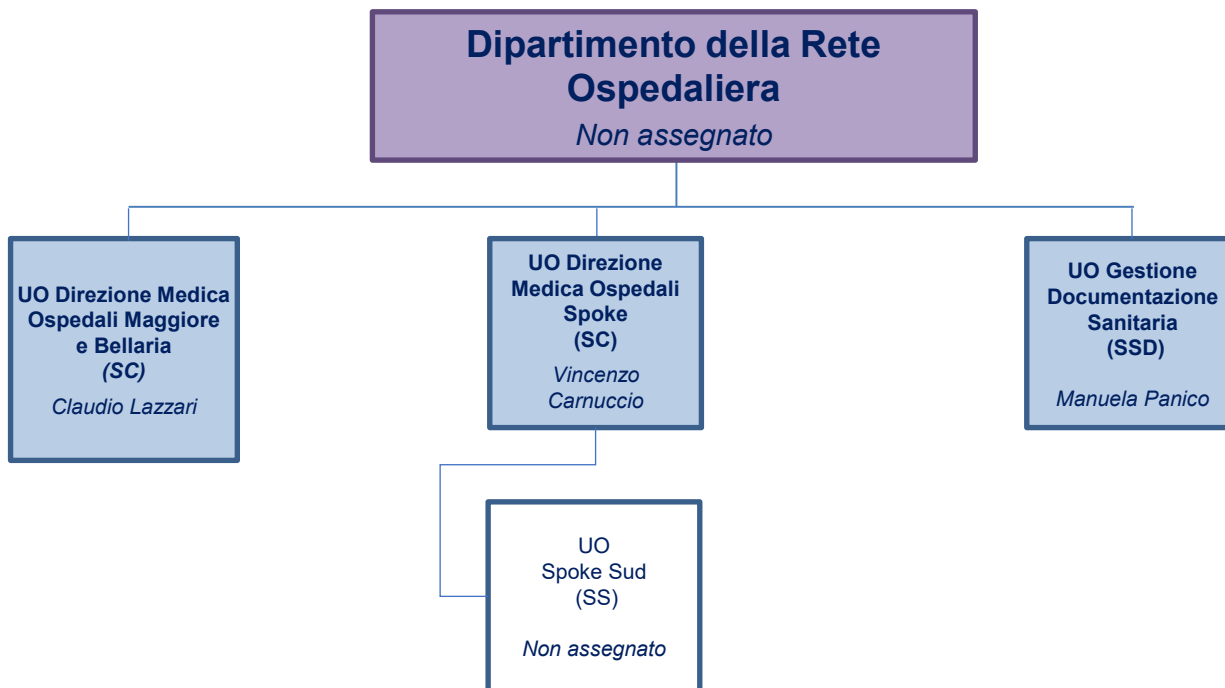 Dipartimento della Rete
Ospedaliera
Non assegnato
UO Direzione Medica
Ospedali Maggiore
e Bellaria
(SC)
Claudio Lazzari
UO Direzione
Medica Ospedali
Spoke
(SC)
Vincenzo
Carnuccio
UO Gestione
Documentazione
Sanitaria
(SSD)
Manuela Panico
UO
Spoke Sud
(SS)
Non assegnato